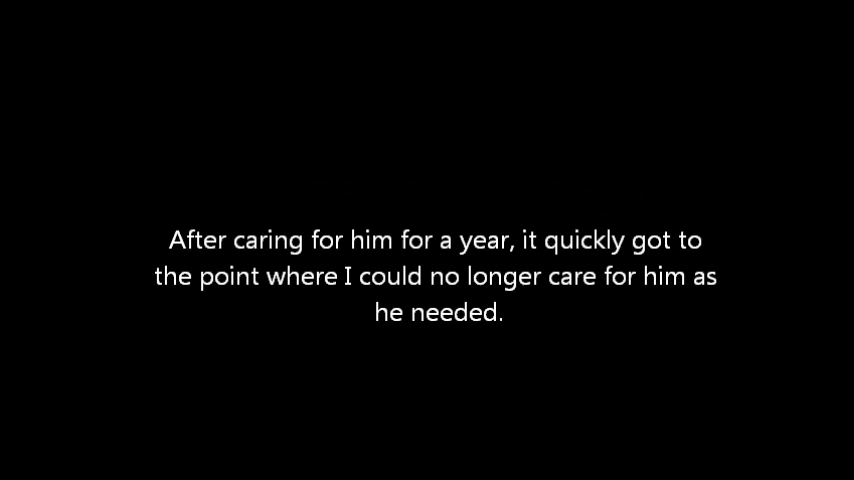 After caring for him for a year, it quickly got to
the point where I could no longer care for him as
he needed.